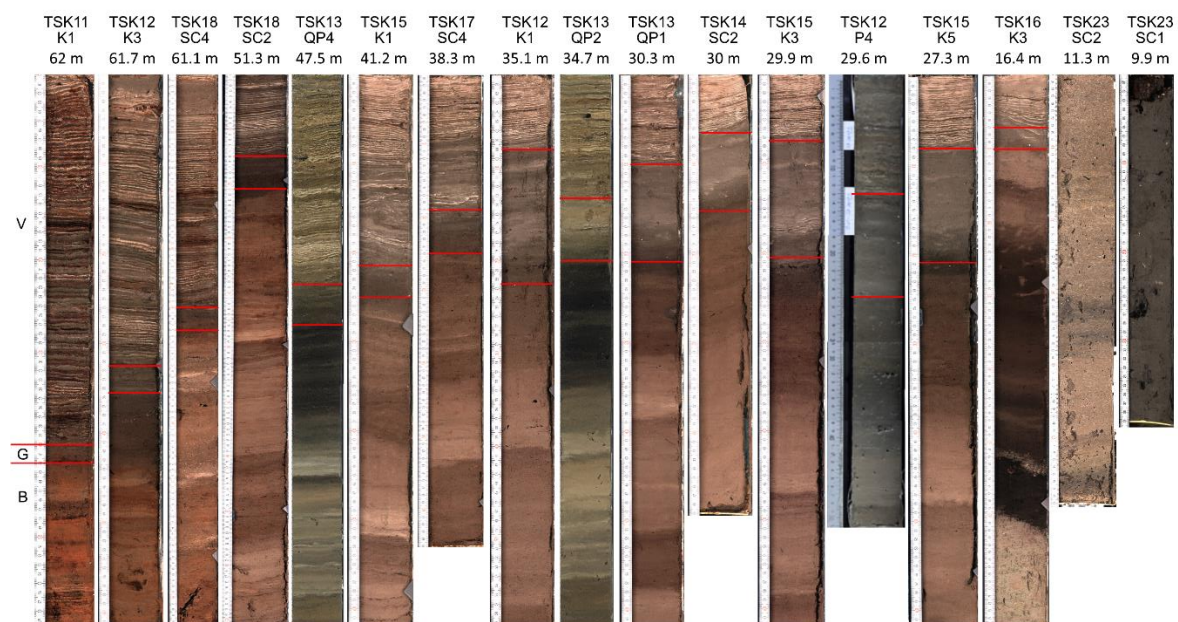 TSK11 TSK12 TSK18 TSK18 TSK13 TSK15 TSK17 TSK12 TSK13 TSK13 TSK14 TSK15 TSK12 TSK15 TSK16 TSK23 TSK23
K1 K3 SC4 SC2 QP4 K1 SC4 K1 QP2 QP1 SC2 K3 P4 K5 K3 SC2 SC1
62 m 61.7 m 61.1 m 51.3 m 47.5 m 41.2 m 38.3 m 35.1 m 34.7 m 30.3 m 30 m 29.9 m 29.6 m 27.3 m 16.4 m 11.3 m 9.9 m
V
G
B